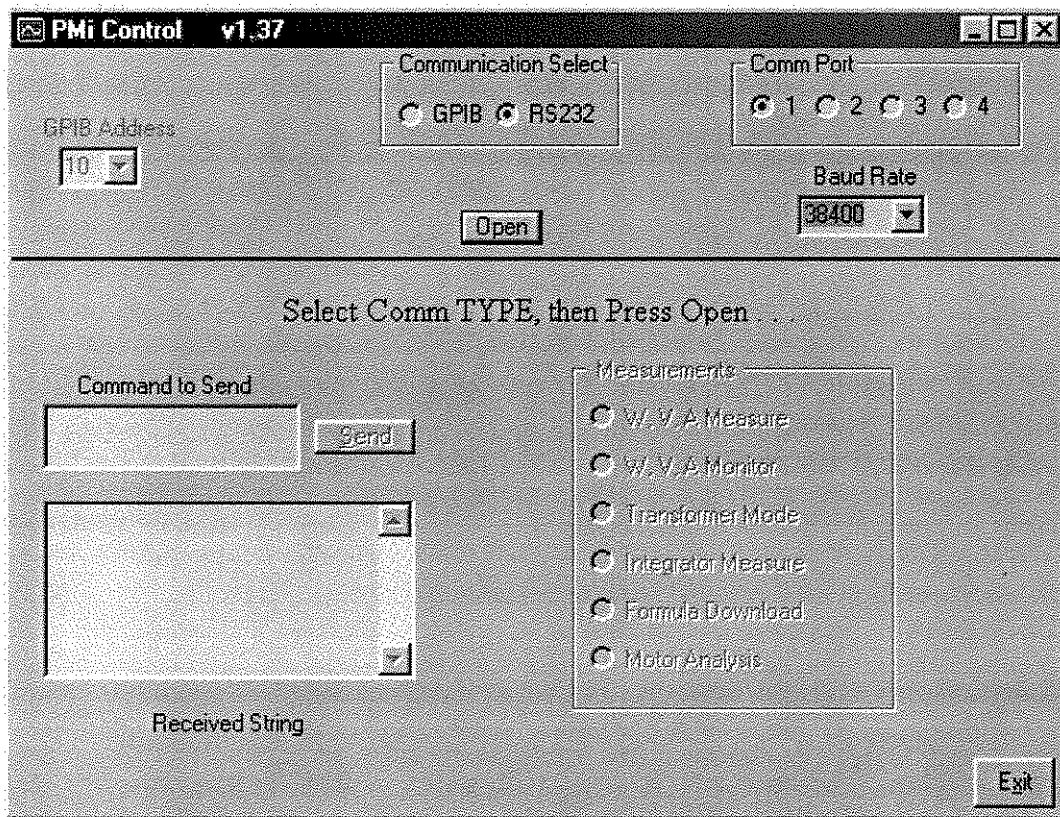 PMi Control v1.37
Communication Select
GPIB RS232
Comm Port
1 2 3 4
GPIB Address
10
Baud Rate
38400
Open
Select Comm TYPE, then Press Open . . .
Command to Send
Send
Received String
Measurements
W, V, A Measure
W, V, A Monitor
Transformer Mode
Integrator Measure
Formula Download
Motor Analysis
Exit